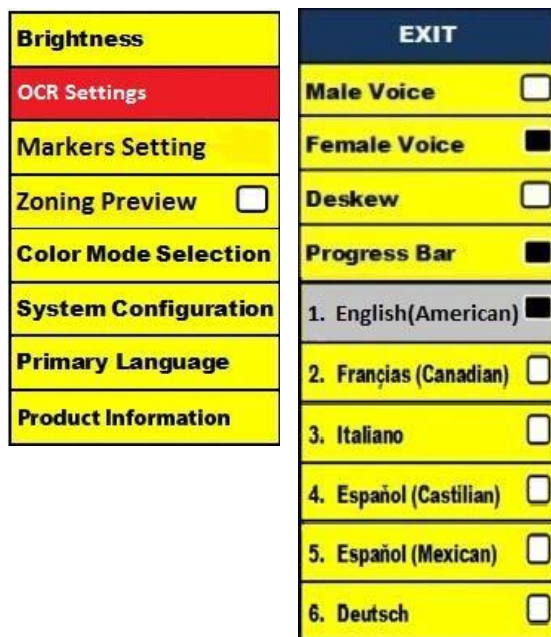 Brightness
OCR Settings
Markers Setting
Zoning Preview
Color Mode Selection
System Configuration
Primary Language
Product Information
EXIT
Male Voice
Female Voice
Deskew
Progress Bar
1. English(American)
2. Françias (Canadian)
3. Italiano
4. Español (Castilian)
5. Español (Mexican)
6. Deutsch